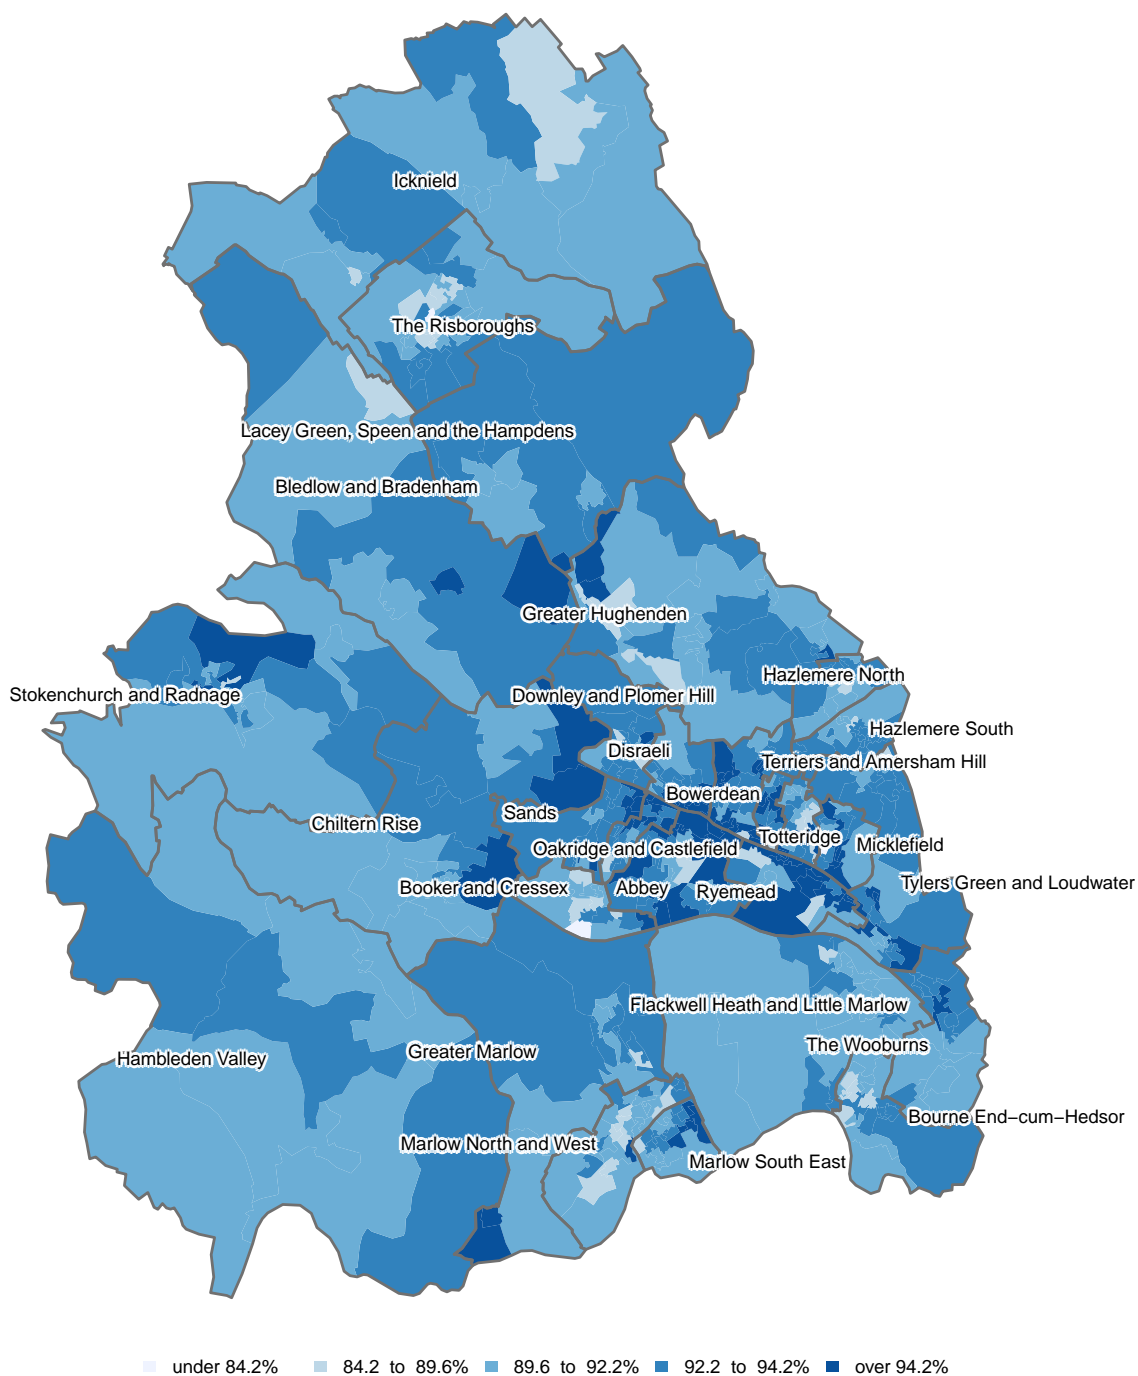 Icknield
The Risboroughs
Lacey Green, Speen and the Hampdens
Bledlow and Bradenham
Greater Hughenden
Hazlemere North
Stokenchurch and Radnage
Downley and Plomer Hill
Hazlemere South
Disraeli
Terriers and Amersham Hill
Bowerdean
Sands
Chiltern Rise
Totteridge
Micklefield
Oakridge and Castlefield
Tylers Green and Loudwater
Booker and Cressex
Abbey
Ryemead
Flackwell Heath and Little Marlow
The Wooburns
Greater Marlow
Hambleden Valley
Bourne End−cum−Hedsor
Marlow North and West
Marlow South East
under 84.2% 84.2 to 89.6% 89.6 to 92.2% 92.2 to 94.2% over 94.2%